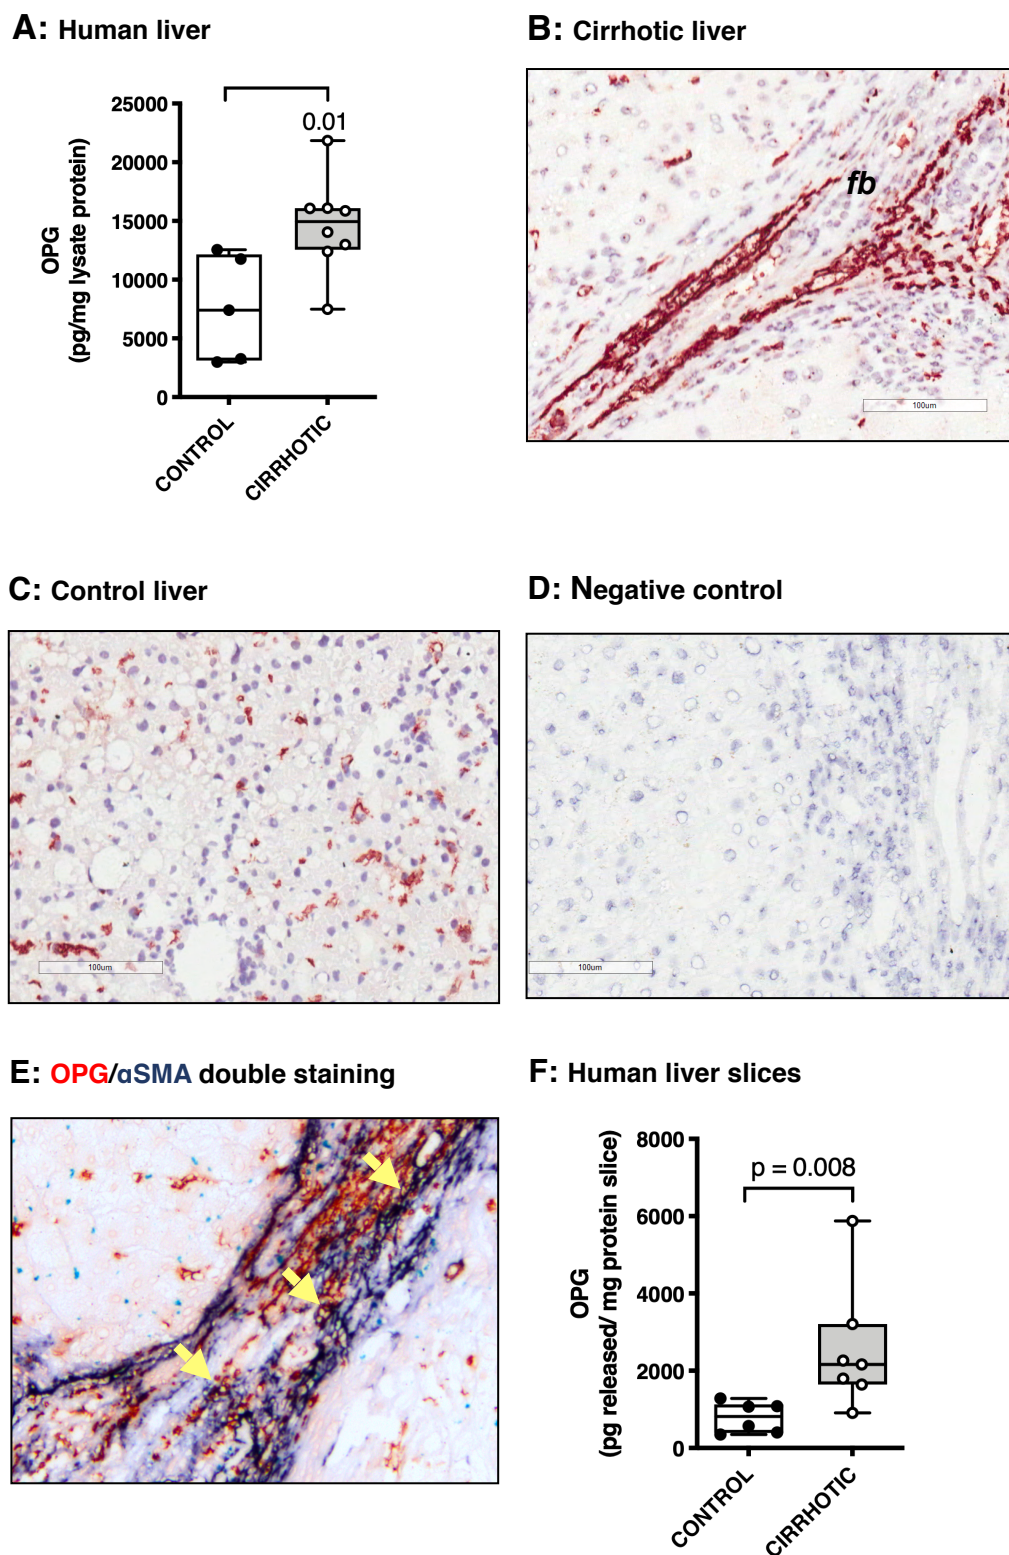 A: Human liver
OPG
(pg/mg lysate protein)
25000
20000
15000
10000
5000
0
0.01
CONTROL
CIRRHOTIC
B: Cirrhotic liver
fb
100um
C: Control liver
100um
D: Negative control
100um
E: OPG/αSMA double staining
F: Human liver slices
OPG
(pg released/ mg protein slice)
8000
6000
4000
2000
0
p = 0.008
CONTROL
CIRRHOTIC